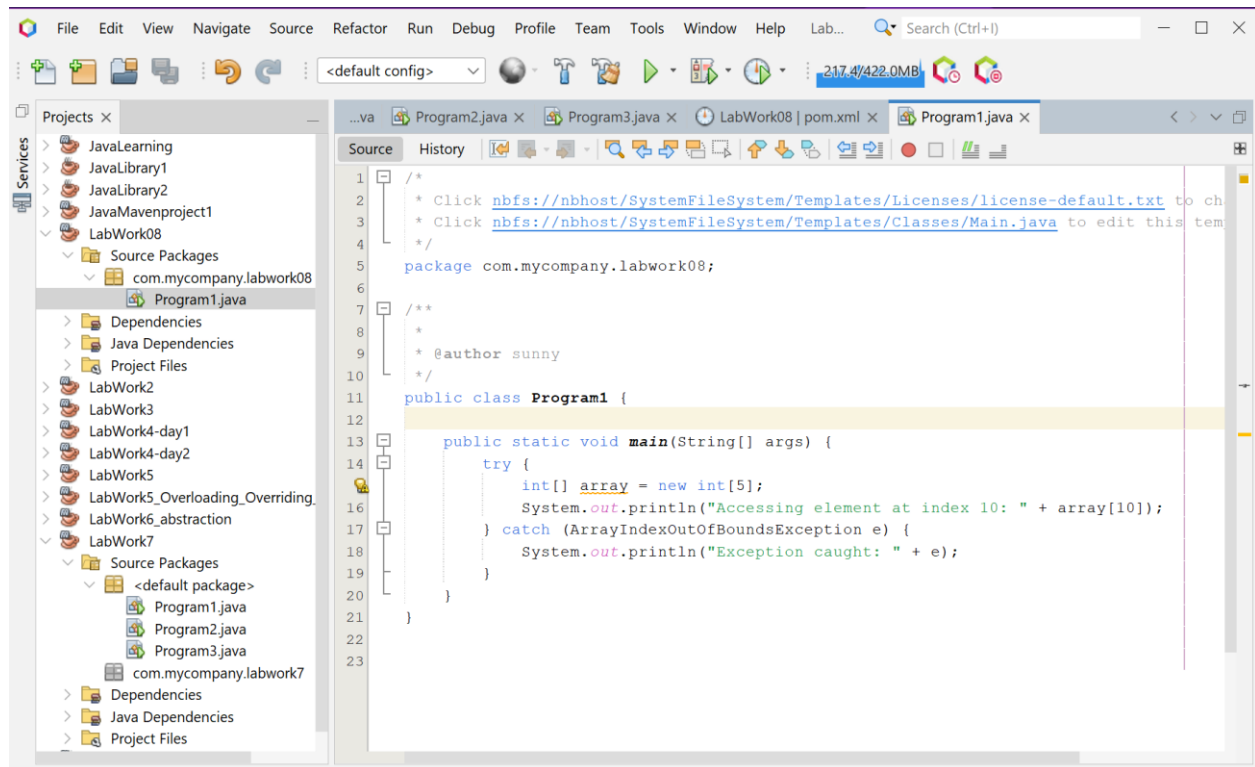 File Edit View Navigate Source Refactor Run Debug Profile Team Tools Window Help Lab... Search (Ctrl+I)
<default config> 217.4/422.0MB
Services
Projects
JavaLearning
JavaLibrary1
JavaLibrary2
JavaMavenproject1
LabWork08
Source Packages
com.mycompany.labwork08
Program1.java
Dependencies
Java Dependencies
Project Files
LabWork2
LabWork3
LabWork4-day1
LabWork4-day2
LabWork5
LabWork5_Overloading_Overriding_
LabWork6_abstraction
LabWork7
Source Packages
<default package>
Program1.java
Program2.java
Program3.java
com.mycompany.labwork7
Dependencies
Java Dependencies
Project Files
...va Program2.java Program3.java LabWork08 | pom.xml Program1.java
Source History
1 /*
2 * Click nbfs://nbhost/SystemFileSystem/Templates/Licenses/license-default.txt to ch
3 * Click nbfs://nbhost/SystemFileSystem/Templates/Classes/Main.java to edit this tem
4 */
5 package com.mycompany.labwork08;
6
7 /**
8 *
9 * @author sunny
10 */
11 public class Program1 {
12
13 public static void main(String[] args) {
14 try {
int[] array = new int[5];
16 System.out.println("Accessing element at index 10: " + array[10]);
17 } catch (ArrayIndexOutOfBoundsException e) {
18 System.out.println("Exception caught: " + e);
19 }
20 }
21 }
22
23